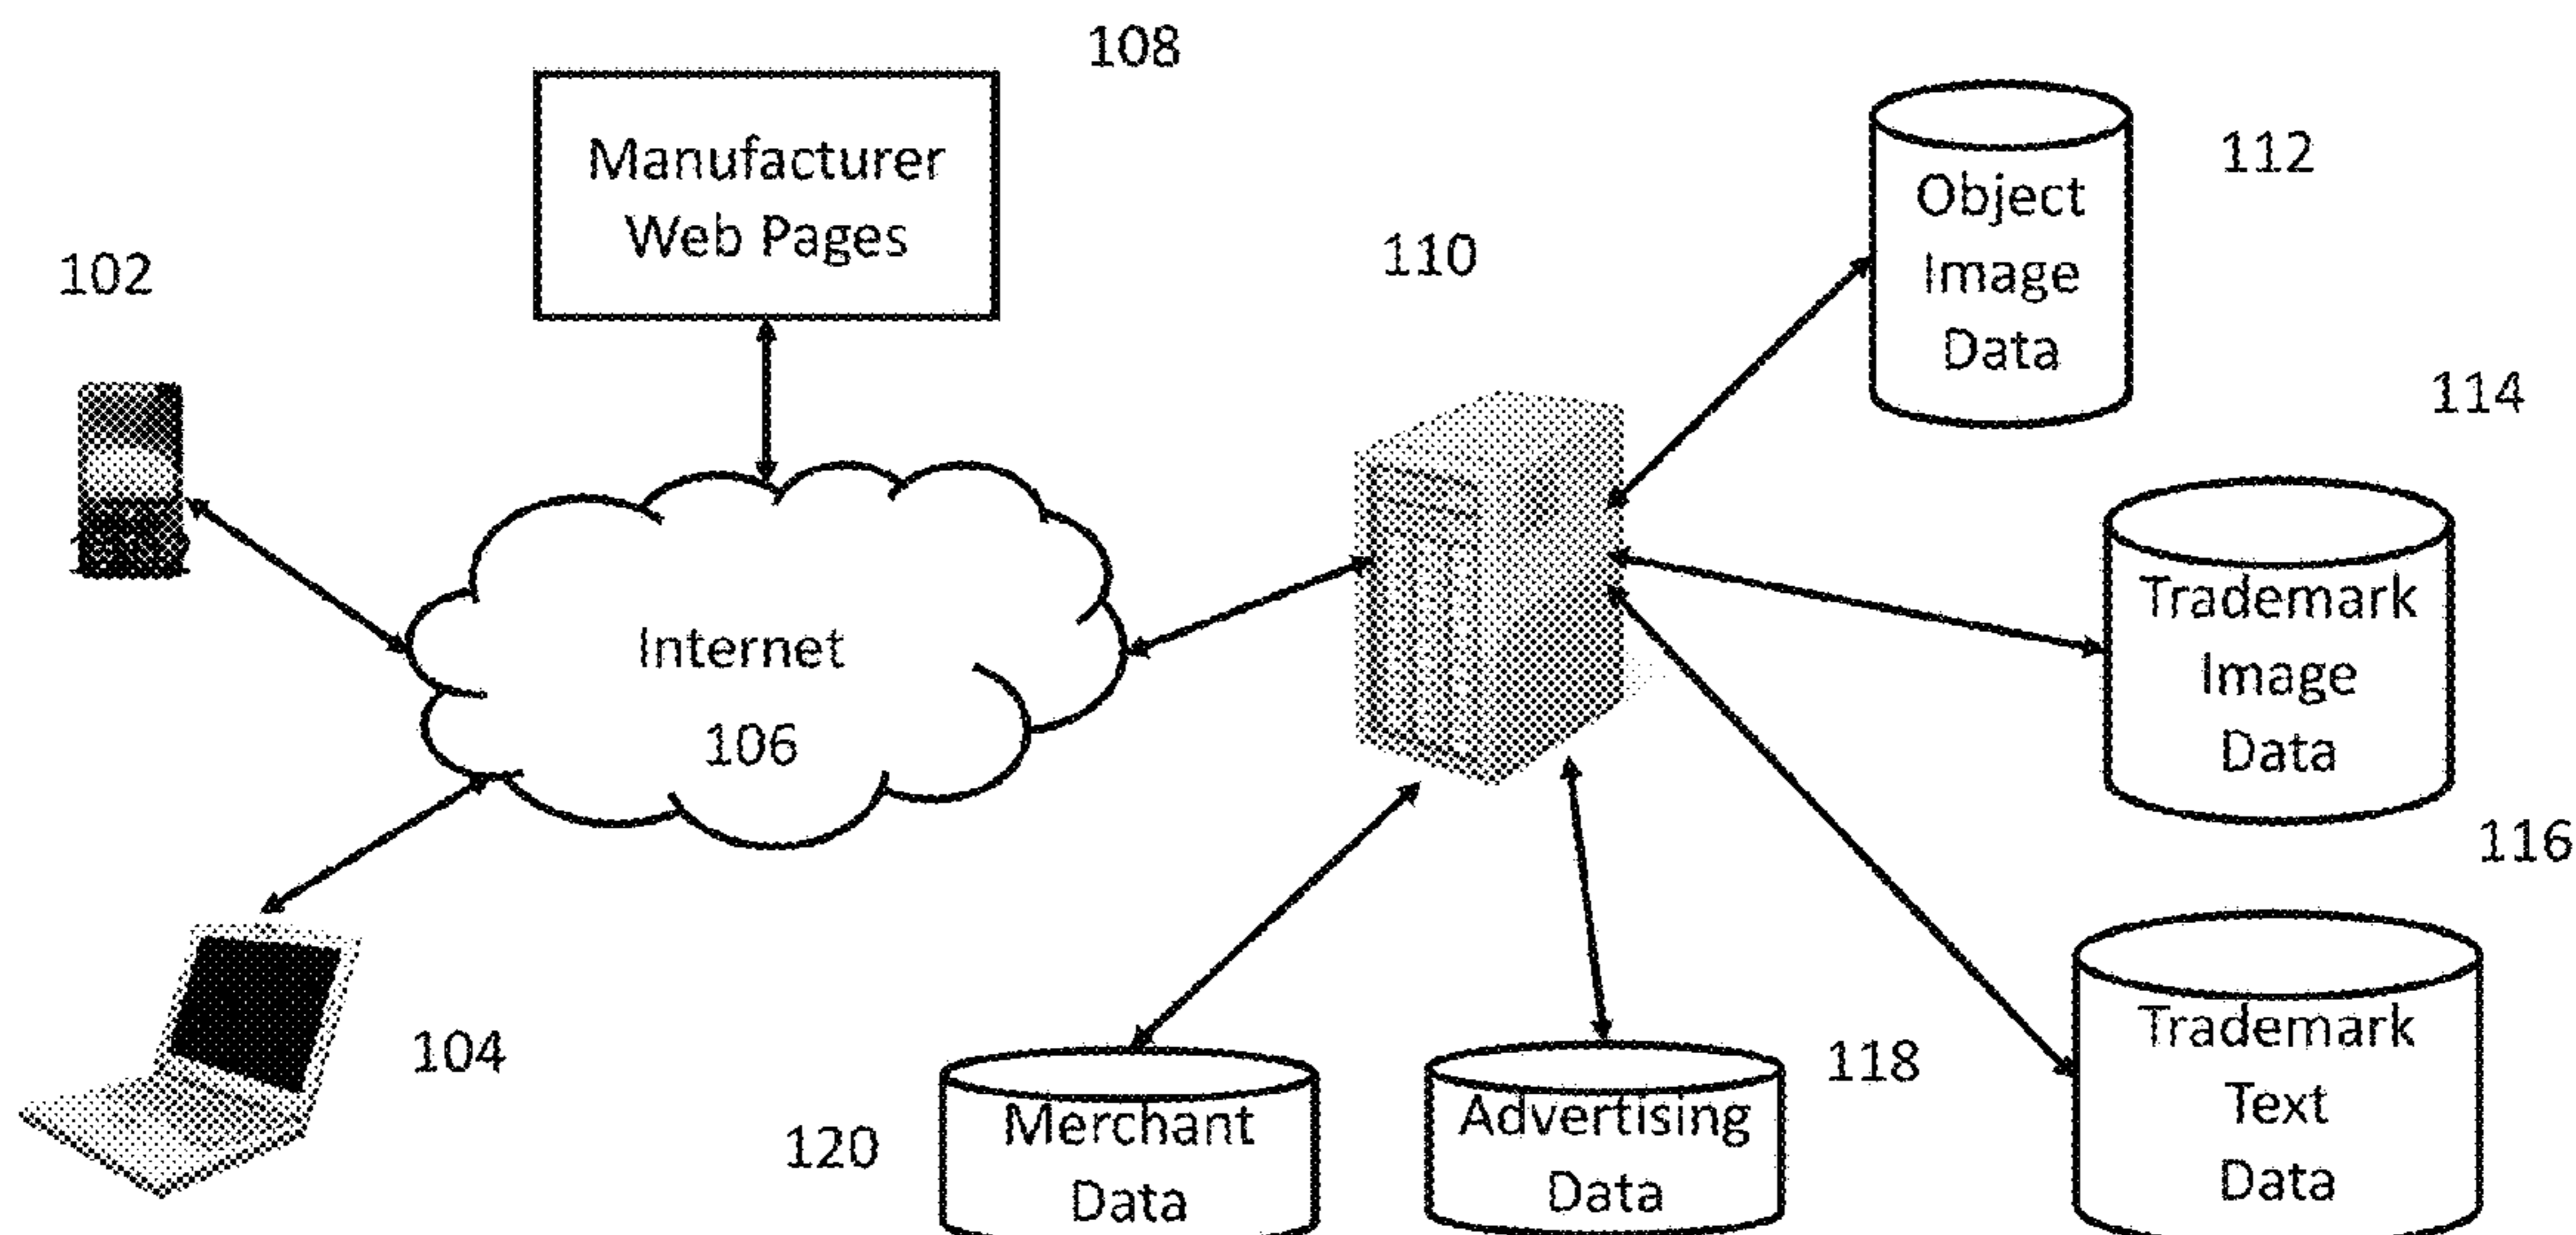 108
Manufacturer
Web Pages
102
110
112
Object
Image
Data
114
Trademark
Image
Data
Internet
106
116
Trademark
Text
Data
104
118
Advertising
Data
120
Merchant
Data